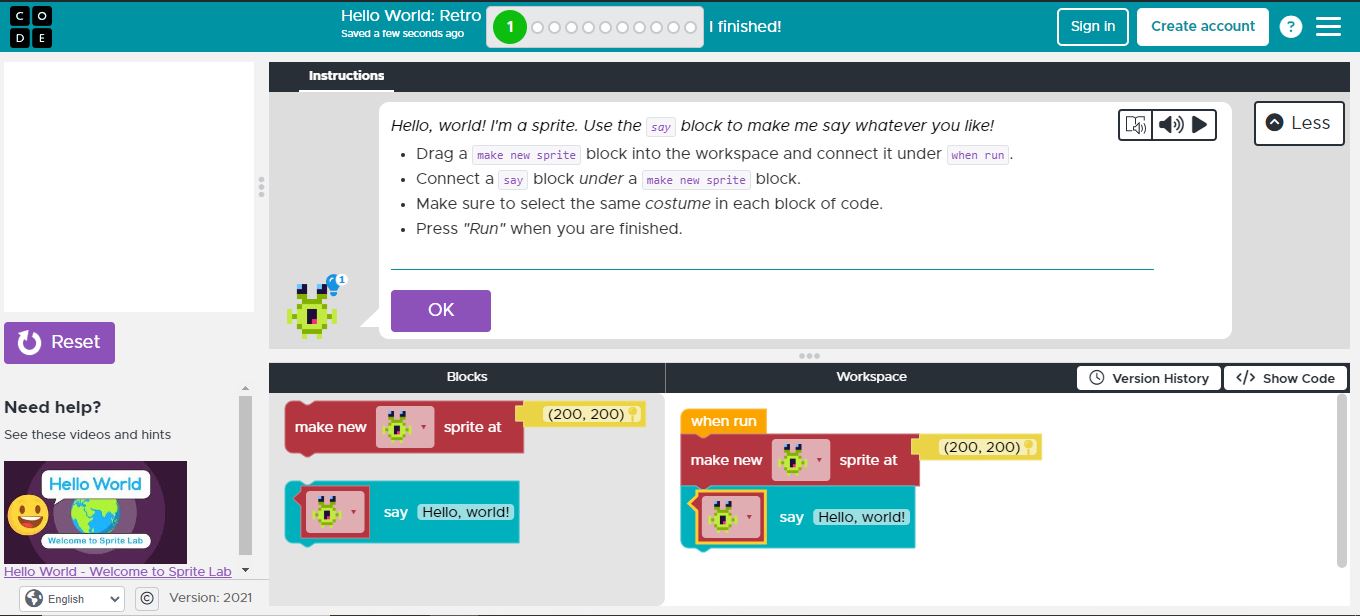 C O D E
Hello World: Retro
Saved a few seconds ago
1
I finished!
Sign in
Create account
?
Instructions
Hello, world! I'm a sprite. Use the say block to make me say whatever you like!
• Drag a make new sprite block into the workspace and connect it under when run.
• Connect a say block under a make new sprite block.
• Make sure to select the same costume in each block of code.
• Press "Run" when you are finished.
Less
1
OK
Reset
Need help?
See these videos and hints
Hello World
Welcome to Sprite Lab
Hello World - Welcome to Sprite Lab
English
©
Version: 2021
Blocks
make new sprite at (200, 200)
say Hello, world!
Workspace
Version History
</> Show Code
when run
make new sprite at (200, 200)
say Hello, world!